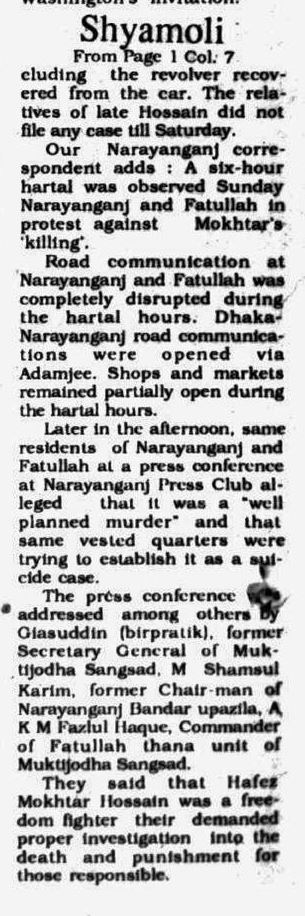 washington's invitation.
Shyamoli
From Page 1 Col. 7
cluding the revolver recov-
ered from the car. The rela-
tives of late Hossain did not
file any case till Saturday.
Our Narayanganj corre-
spondent adds : A six-hour
hartal was observed Sunday
Narayanganj and Fatullah in
protest against Mokhtar's
'killing'.
Road communication at
Narayanganj and Fatullah was
completely disrupted during
the hartal hours. Dhaka-
Narayanganj road communica-
tions were opened via
Adamjee. Shops and markets
remained partially open during
the hartal hours.
Later in the afternoon, same
residents of Narayanganj and
Fatullah at a press conference
at Narayanganj Press Club al-
leged that it was a "well
planned murder" and that
same vested quarters were
trying to establish it as a sui-
cide case.
The press conference was
addressed among others by
Giasuddin (birpratik), former
Secretary General of Muk-
tijodha Sangsad, M Shamsul
Karim, former Chair-man of
Narayanganj Bandar upazila, A
K M Fazlul Haque, Commander
of Fatullah thana unit of
Muktijodha Sangsad.
They said that Hafez
Mokhtar Hossain was a free-
dom fighter their demanded
proper investigation into the
death and punishment for
those responsible.